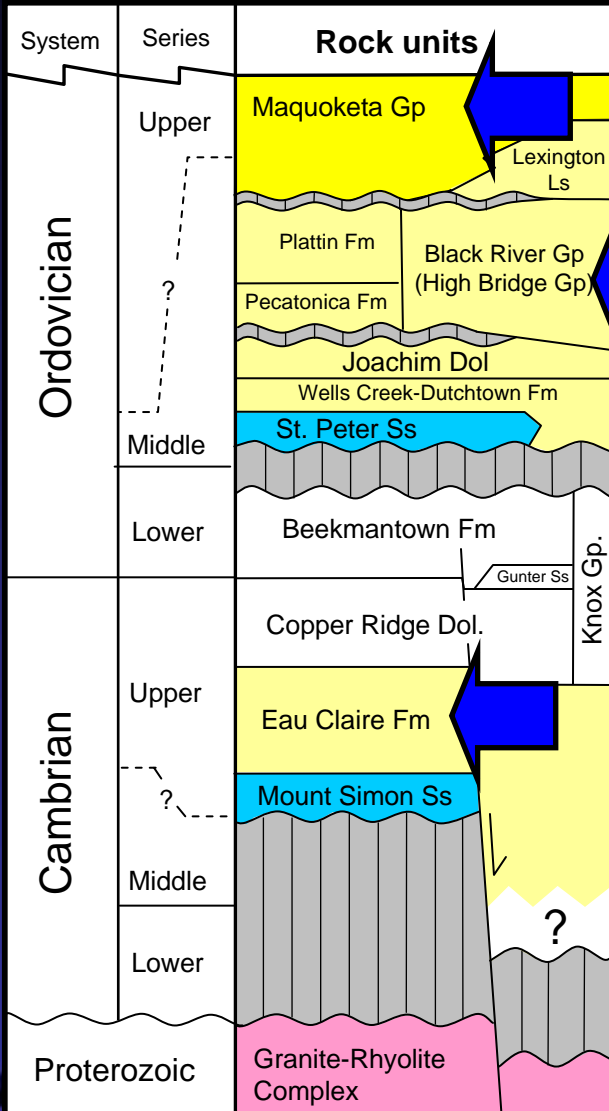 System
Series
Rock units
Ordovician
Upper
?
Middle
Lower
Maquoketa Gp
Lexington
Ls
Plattin Fm
Pecatonica Fm
Black River Gp
(High Bridge Gp)
Joachim Dol
Wells Creek-Dutchtown Fm
St. Peter Ss
Beekmantown Fm
Gunter Ss
Knox Gp.
Copper Ridge Dol.
Cambrian
Upper
?
Middle
Lower
Eau Claire Fm
Mount Simon Ss
?
Proterozoic
Granite-Rhyolite
Complex